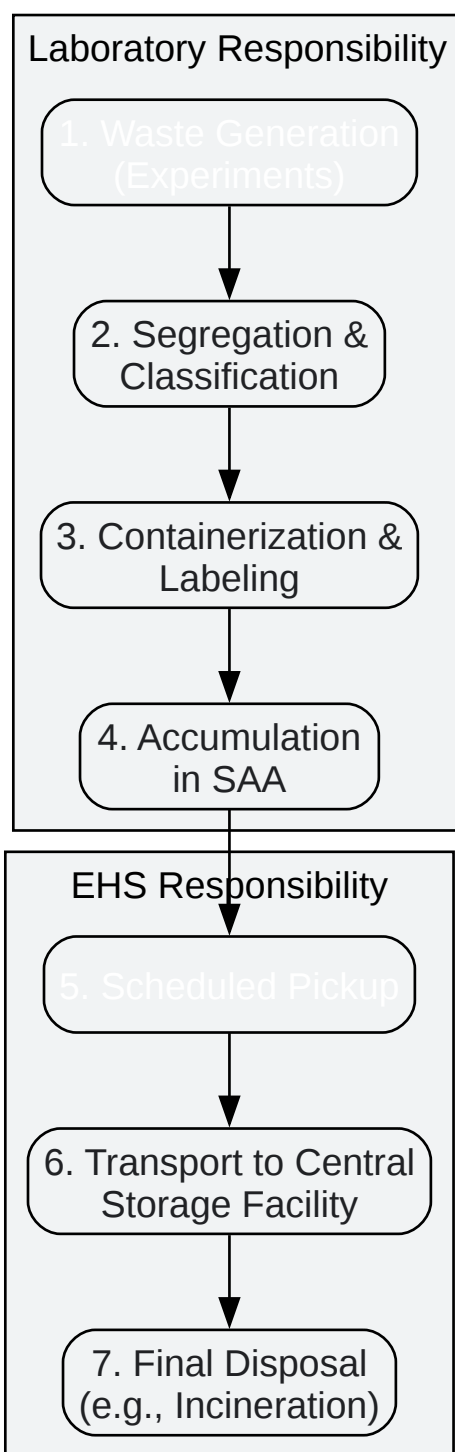 Laboratory Responsibility
1. Waste Generation
(Experiments)
2. Segregation &
Classification
3. Containerization &
Labeling
4. Accumulation
in SAA
EHS Responsibility
5. Scheduled Pickup
6. Transport to Central
Storage Facility
7. Final Disposal
(e.g., Incineration)